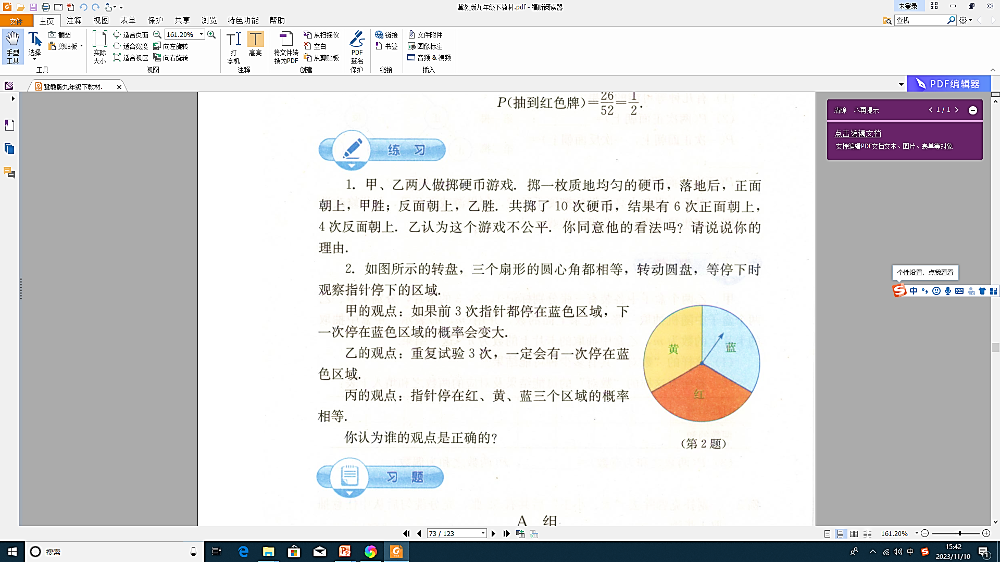 冀教版九年级下教材.pdf - 福昕阅读器
未登录
文件 主页 注释 视图 表单 保护 共享 浏览 特色功能 帮助
查找
手型工具
选择
截图
剪贴板
工具
实际大小
适合页面
适合宽度
适合视区
161.20%
向左旋转
向右旋转
视图
打字机
高亮
注释
将文件转换为PDF
从扫描仪
空白
从剪贴板
创建
PDF签名
保护
链接
书签
链接
文件附件
图像标注
音频 & 视频
插入
冀教版九年级下教材.
PDF编辑器
清除 不再提示 1 / 1
点击编辑文档
支持编辑PDF文档文本、图片、表单等对象
P(抽到红色牌)=26/52=1/2.
练 习
1. 甲、乙两人做掷硬币游戏. 掷一枚质地均匀的硬币，落地后，正面
朝上，甲胜；反面朝上，乙胜. 共掷了 10 次硬币，结果有 6 次正面朝上，
4 次反面朝上. 乙认为这个游戏不公平. 你同意他的看法吗？请说说你的
理由.
2. 如图所示的转盘，三个扇形的圆心角都相等，转动圆盘，等停下时
观察指针停下的区域.
甲的观点：如果前 3 次指针都停在蓝色区域，下
一次停在蓝色区域的概率会变大.
乙的观点：重复试验 3 次，一定会有一次停在蓝
色区域.
丙的观点：指针停在红、黄、蓝三个区域的概率
相等.
你认为谁的观点是正确的？
黄
蓝
红
(第 2 题)
习 题
A 组
个性设置，点我看看
中
73 / 123
161.20%
搜索
中
15:42
2023/11/10
1